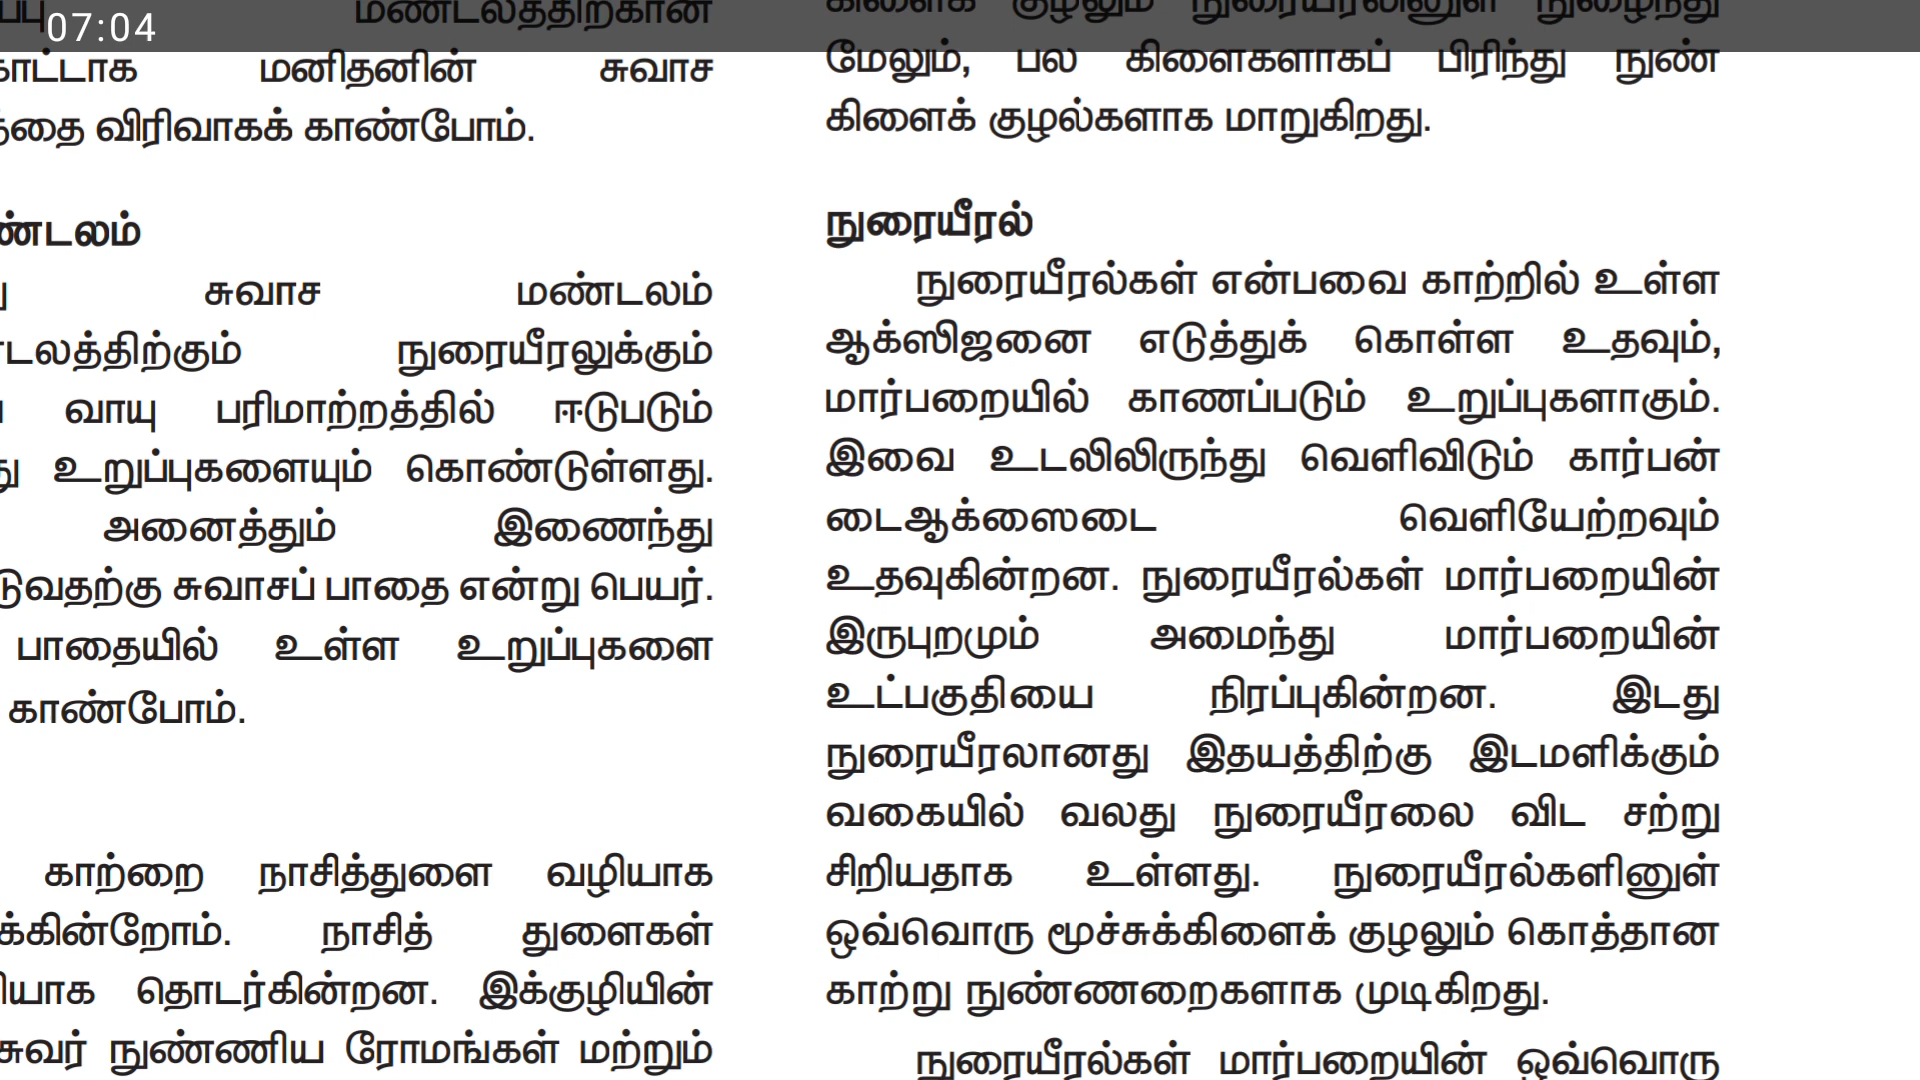 07:04
மண்டலத்திற்கான
மனிதனின் சுவாச
விரிவாகக் காண்போம்.
சுவாச மண்டலம்
நுரையீரலுக்கும்
வாயு பரிமாற்றத்தில் ஈடுபடும்
உறுப்புகளையும் கொண்டுள்ளது.
அனைத்தும் இணைந்து
சுவாசப் பாதை என்று பெயர்.
பாதையில் உள்ள உறுப்புகளை
காண்போம்.
காற்றை நாசித்துளை வழியாக
நாசித் துளைகள்
தொடர்கின்றன. இக்குழியின்
நுண்ணிய ரோமங்கள் மற்றும்
கிளைக் குழலும் நுரையீரலினுள் நுழைந்து
மேலும், பல கிளைகளாகப் பிரிந்து நுண்
கிளைக் குழல்களாக மாறுகிறது.
நுரையீரல்
நுரையீரல்கள் என்பவை காற்றில் உள்ள
ஆக்ஸிஜனை எடுத்துக் கொள்ள உதவும்,
மார்பறையில் காணப்படும் உறுப்புகளாகும்.
இவை உடலிலிருந்து வெளிவிடும் கார்பன்
டைஆக்ஸைடை வெளியேற்றவும்
உதவுகின்றன. நுரையீரல்கள் மார்பறையின்
இருபுறமும் அமைந்து மார்பறையின்
உட்பகுதியை நிரப்புகின்றன. இடது
நுரையீரலானது இதயத்திற்கு இடமளிக்கும்
வகையில் வலது நுரையீரலை விட சற்று
சிறியதாக உள்ளது. நுரையீரல்களினுள்
ஒவ்வொரு மூச்சுக்கிளைக் குழலும் கொத்தான
காற்று நுண்ணறைகளாக முடிகிறது.
நுரையீரல்கள் மார்பறையின் ஒவ்வொரு